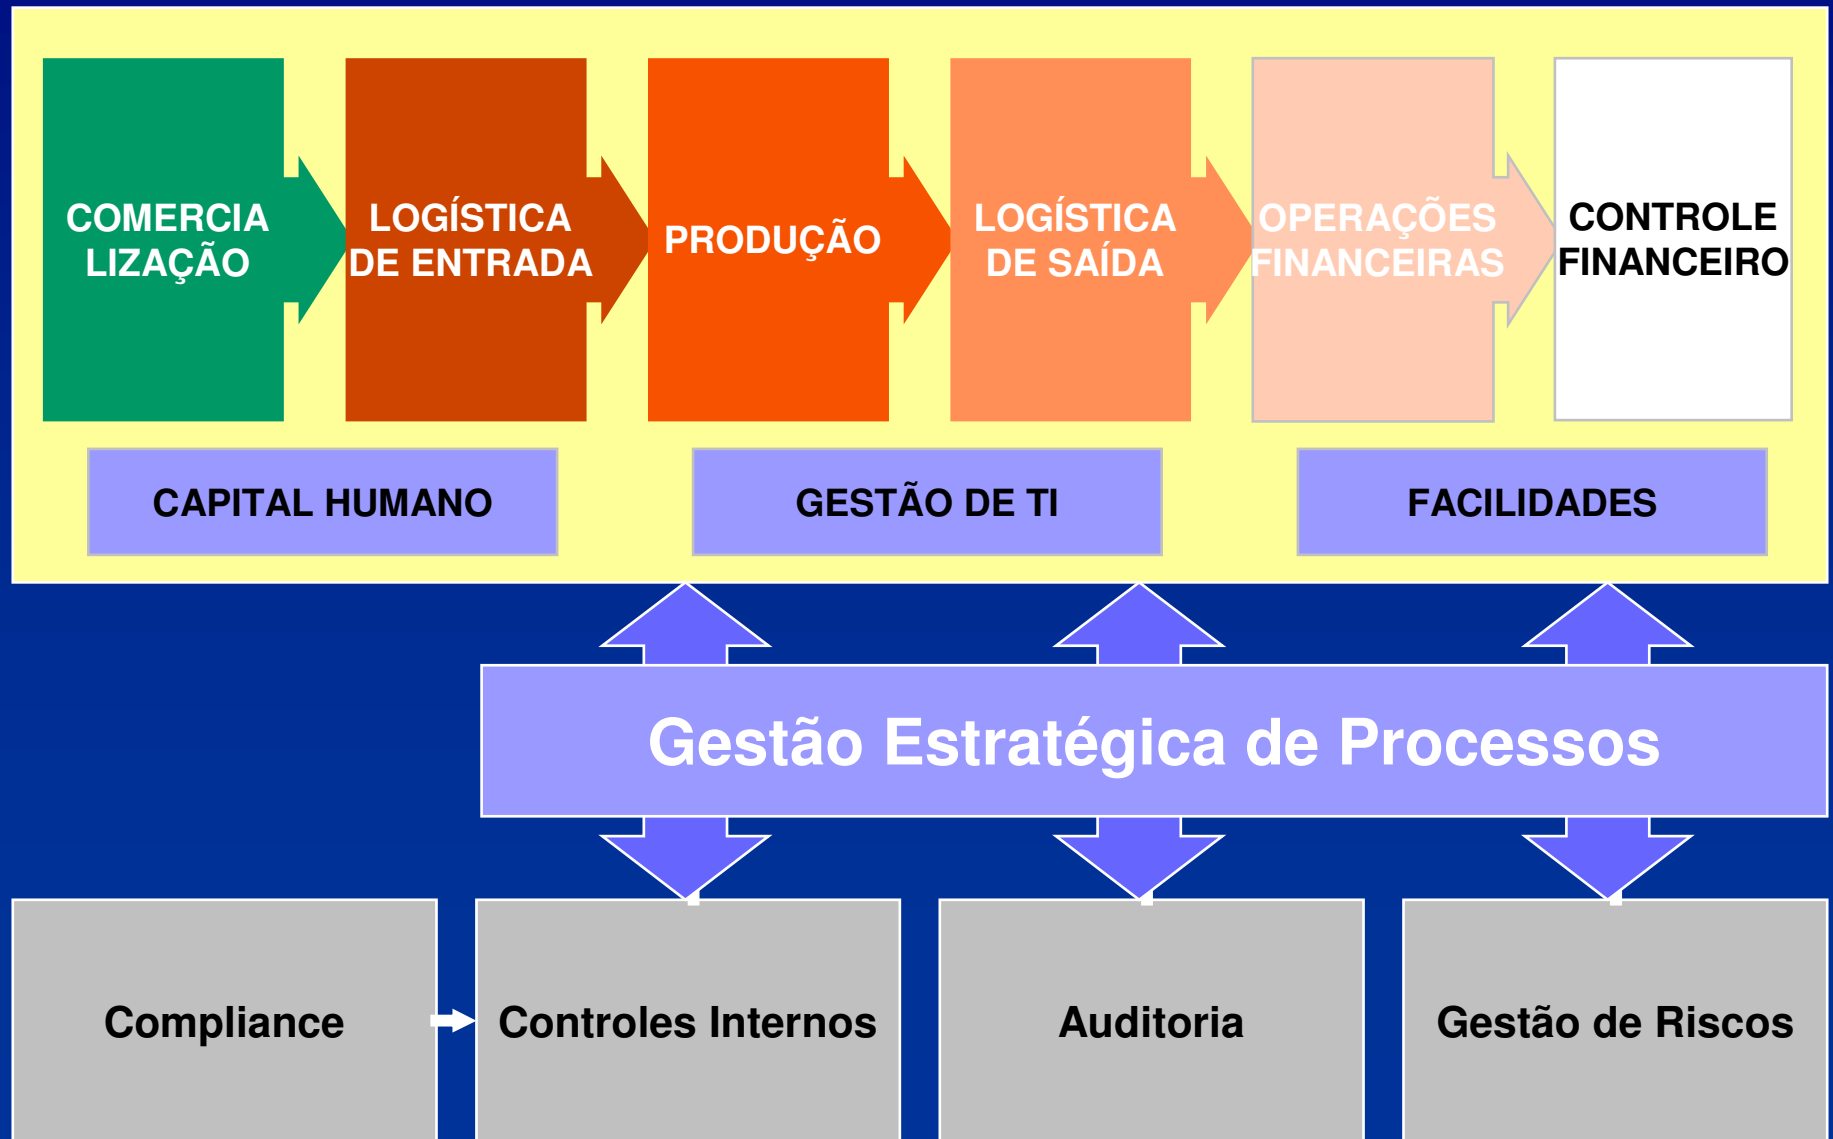 COMERCIA
LIZAÇÃO
LOGÍSTICA
DE ENTRADA
PRODUÇÃO
LOGÍSTICA
DE SAÍDA
OPERAÇÕES
FINANCEIRAS
CONTROLE
FINANCEIRO
CAPITAL HUMANO
GESTÃO DE TI
FACILIDADES
Gestão Estratégica de Processos
Compliance
Controles Internos
Auditoria
Gestão de Riscos